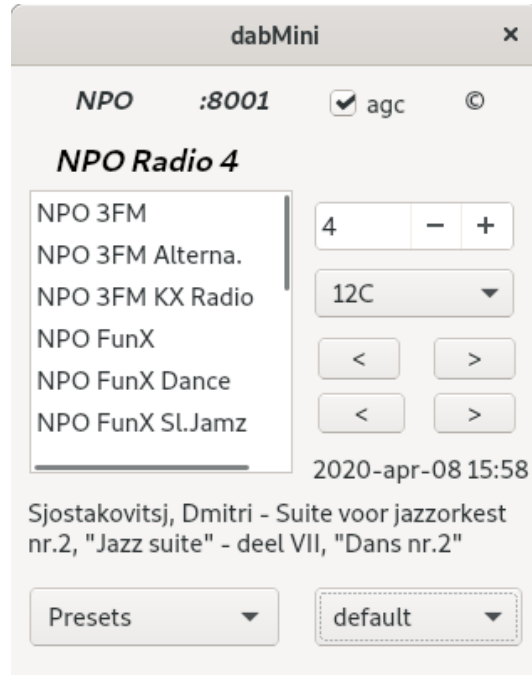 dabMini ×
NPO :8001 agc ©
NPO Radio 4
NPO 3FM
NPO 3FM Alterna.
NPO 3FM KX Radio
NPO FunX
NPO FunX Dance
NPO FunX Sl.Jamz
4 − +
12C
< >
< >
2020-apr-08 15:58
Sjostakovitsj, Dmitri - Suite voor jazzorkest
nr.2, "Jazz suite" - deel VII, "Dans nr.2"
Presets default